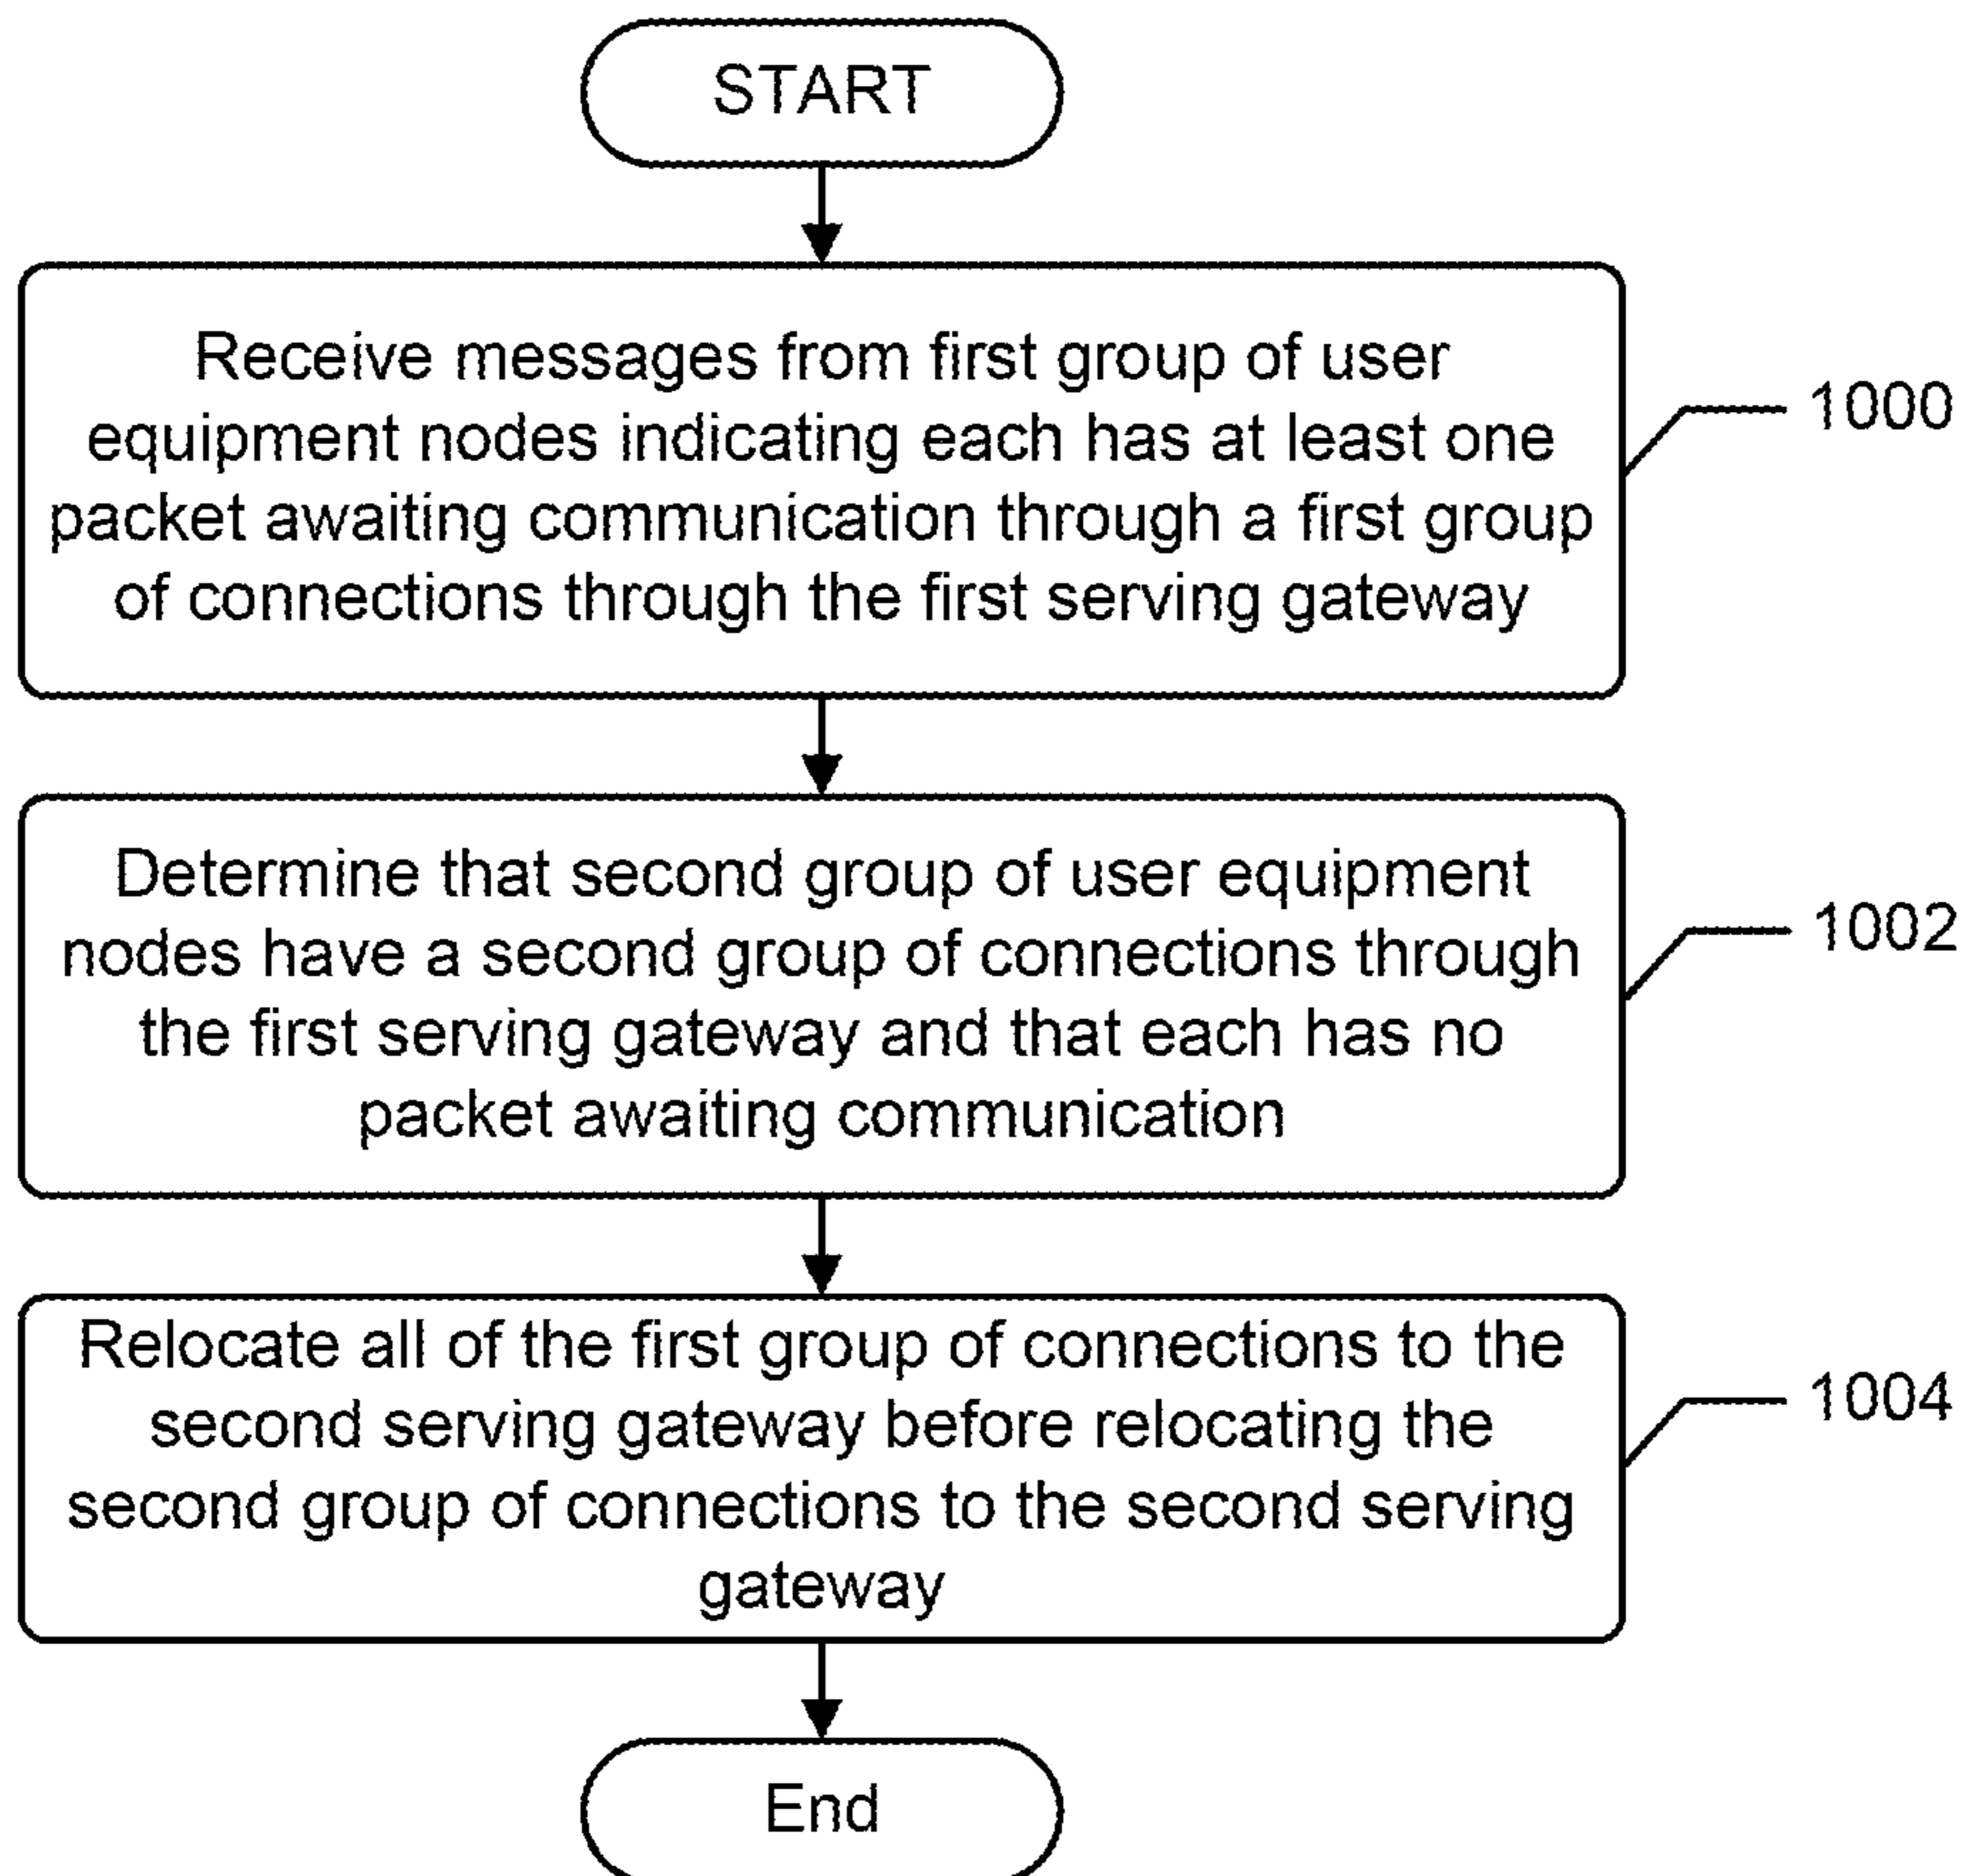 START
Receive messages from first group of user
equipment nodes indicating each has at least one
packet awaiting communication through a first group
of connections through the first serving gateway
1000
Determine that second group of user equipment
nodes have a second group of connections through
the first serving gateway and that each has no
packet awaiting communication
1002
Relocate all of the first group of connections to the
second serving gateway before relocating the
second group of connections to the second serving
gateway
1004
End